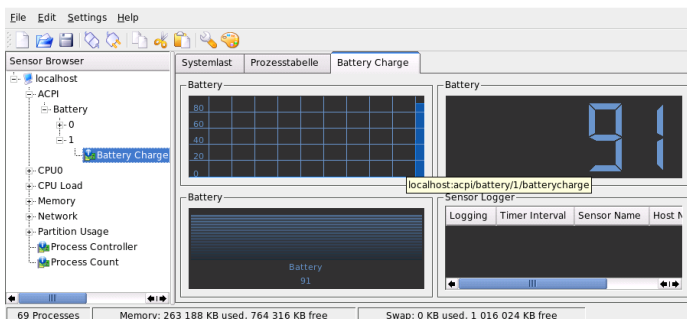 File Edit Settings Help
Sensor Browser
localhost
ACPI
Battery
0
1
Battery Charge
CPU0
CPU Load
Memory
Network
Partition Usage
Process Controller
Process Count
Systemlast Prozesstabelle Battery Charge
Battery
80
60
40
20
0
Battery
91
localhost:acpi/battery/1/batterycharge
Battery
Battery
91
Sensor Logger
Logging Timer Interval Sensor Name Host N
69 Processes Memory: 263 188 KB used, 764 316 KB free Swap: 0 KB used, 1 016 024 KB free